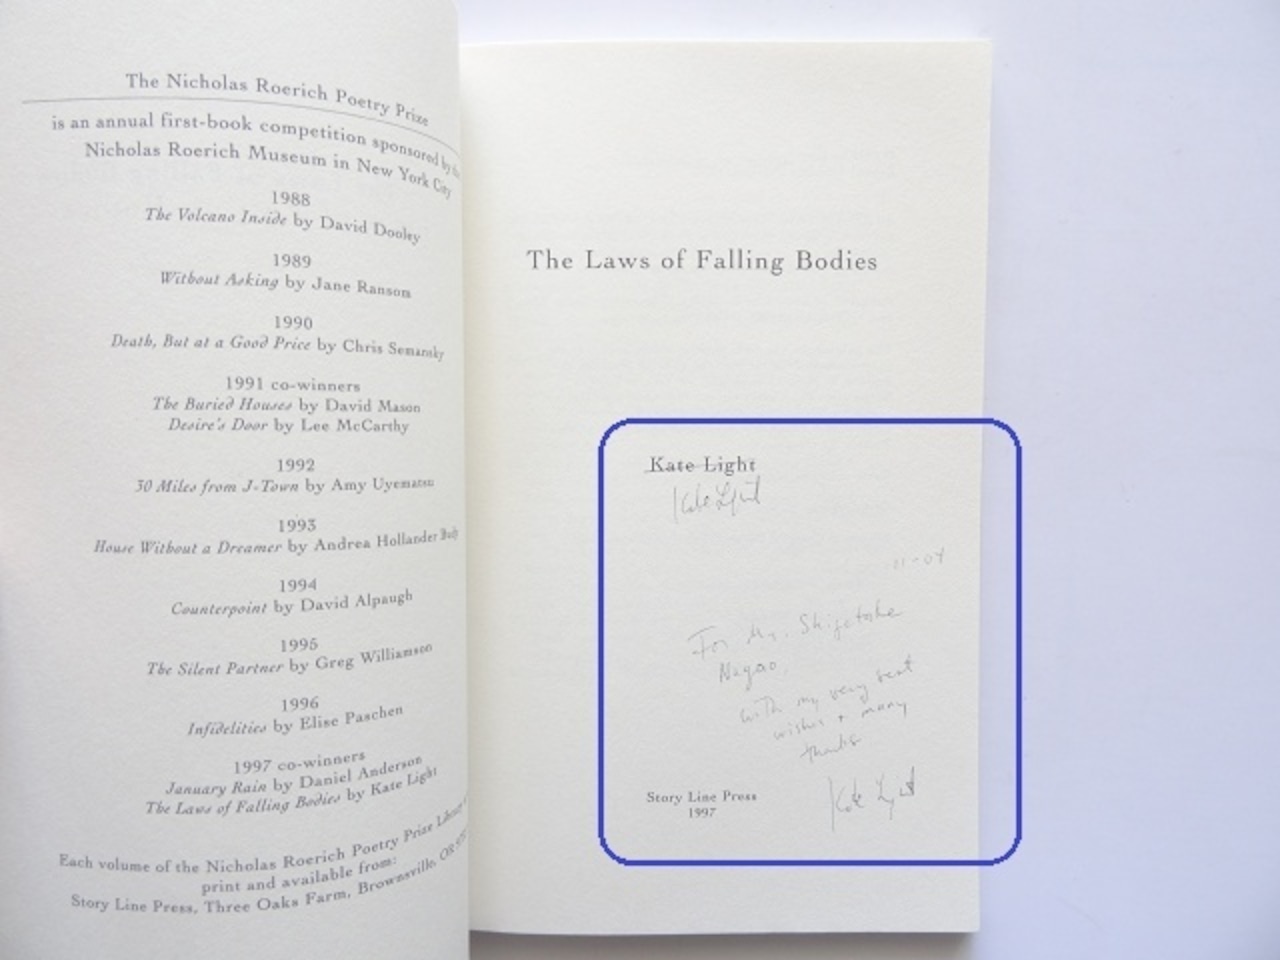 The Nicholas Roerich Poetry Prize
is an annual first-book competition sponsored by the
Nicholas Roerich Museum in New York City
1988
The Volcano Inside by David Dooley
1989
Without Asking by Jane Ransom
1990
Death, But at a Good Price by Chris Semansky
1991 co-winners
The Buried Houses by David Mason
Desire's Door by Lee McCarthy
1992
30 Miles from J-Town by Amy Uyematsu
1993
House Without a Dreamer by Andrea Hollander Budy
1994
Counterpoint by David Alpaugh
1995
The Silent Partner by Greg Williamson
1996
Infidelities by Elise Paschen
1997 co-winners
January Rain by Daniel Anderson
The Laws of Falling Bodies by Kate Light
Each volume of the Nicholas Roerich Poetry Prize Library
print and available from:
Story Line Press, Three Oaks Farm, Brownsville, OR
The Laws of Falling Bodies
Kate Light
Kate Light
11-04
For Mr. Shigetoshe
Nagao,
with my very best
wishes + many
thanks
Kate Light
Story Line Press
1997